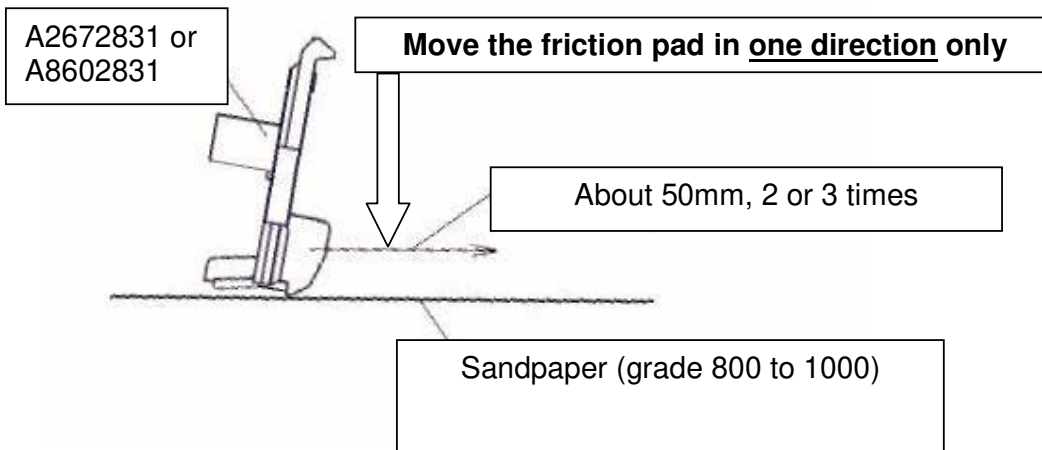 A2672831 or
A8602831
Move the friction pad in one direction only
About 50mm, 2 or 3 times
Sandpaper (grade 800 to 1000)